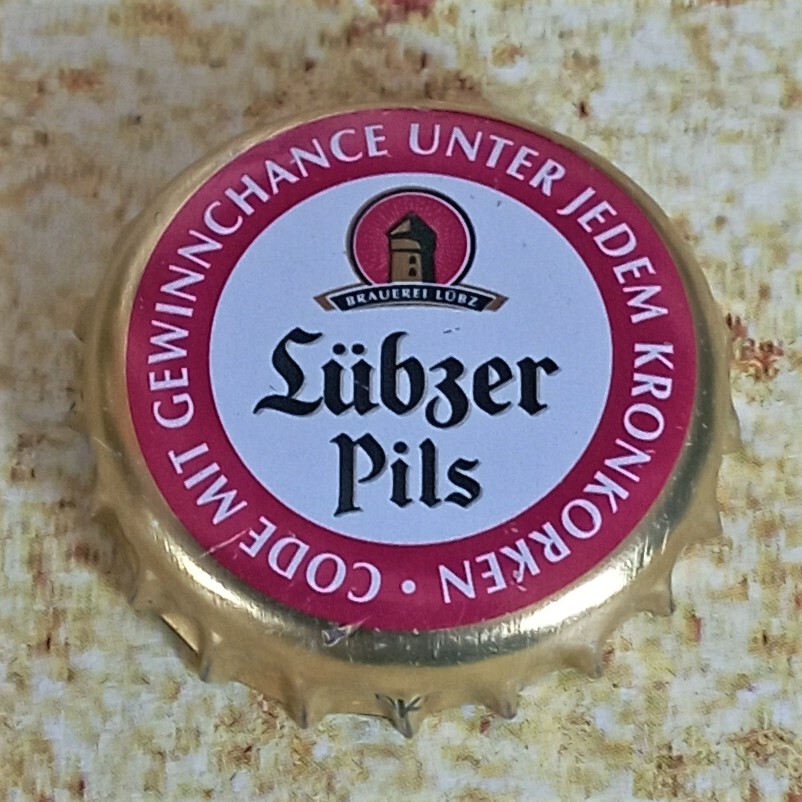 CODE MIT GEWINNCHANCE UNTER JEDEM KRONKORKEN •
BRAUEREI LÜBZ
Lübzer
Pils